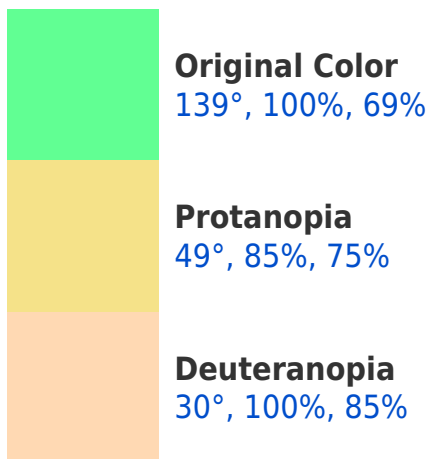 Original Color
139°, 100%, 69%
Protanopia
49°, 85%, 75%
Deuteranopia
30°, 100%, 85%